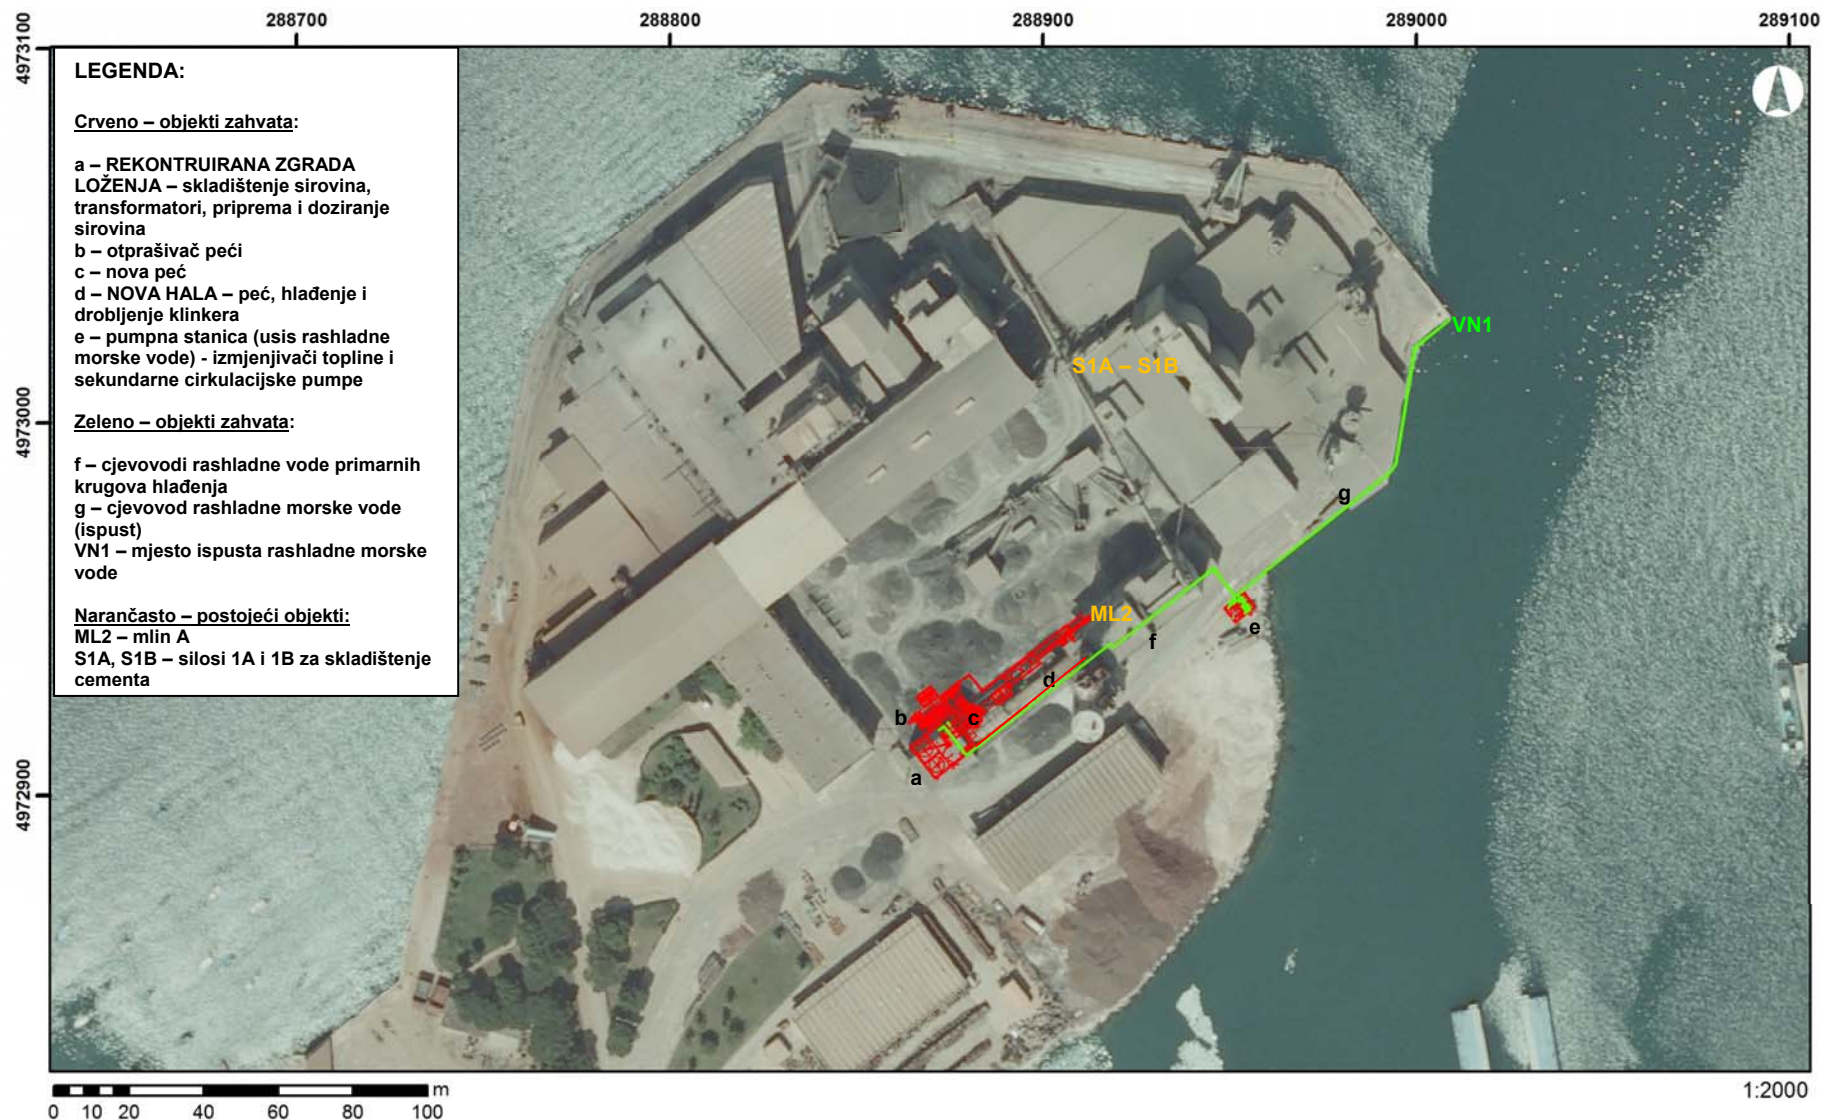 288700
288800
288900
289000
289100
4973100
4973000
4972900
LEGENDA:
Crveno – objekti zahvata:
a – REKONTRUIRANA ZGRADA
LOŽENJA – skladištenje sirovina,
transformatori, priprema i doziranje
sirovina
b – otprašivač peći
c – nova peć
d – NOVA HALA – peć, hlađenje i
drobljenje klinkera
e – pumpna stanica (usis rashladne
morske vode) - izmjenjivači topline i
sekundarne cirkulacijske pumpe
Zeleno – objekti zahvata:
f – cjevovodi rashladne vode primarnih
krugova hlađenja
g – cjevovod rashladne morske vode
(ispust)
VN1 – mjesto ispusta rashladne morske
vode
Narančasto – postojeći objekti:
ML2 – mlin A
S1A, S1B – silosi 1A i 1B za skladištenje
cementa
VN1
S1A – S1B
g
ML2
e
f
d
b
c
a
m
0 10 20 40 60 80 100
1:2000